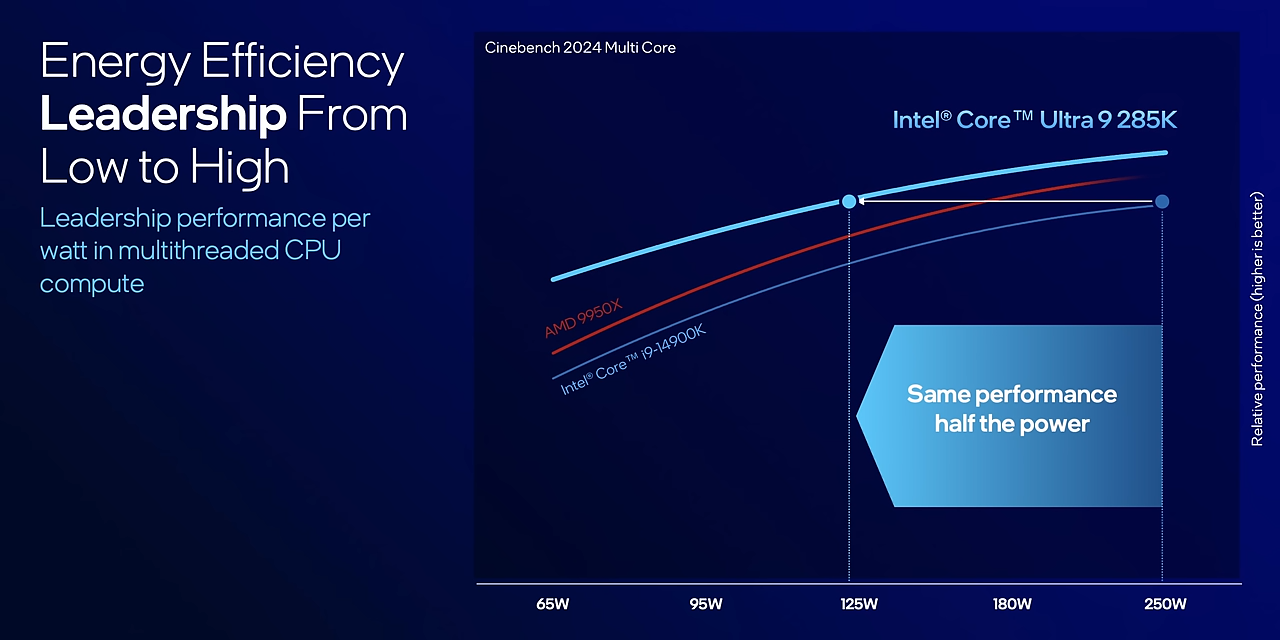 Energy Efficiency
Leadership From
Low to High
Leadership performance per
watt in multithreaded CPU
compute
Cinebench 2024 Multi Core
Intel® Core™ Ultra 9 285K
AMD 9950X
Intel® Core™ i9-14900K
Same performance
half the power
65W 95W 125W 180W 250W
Relative performance (higher is better)